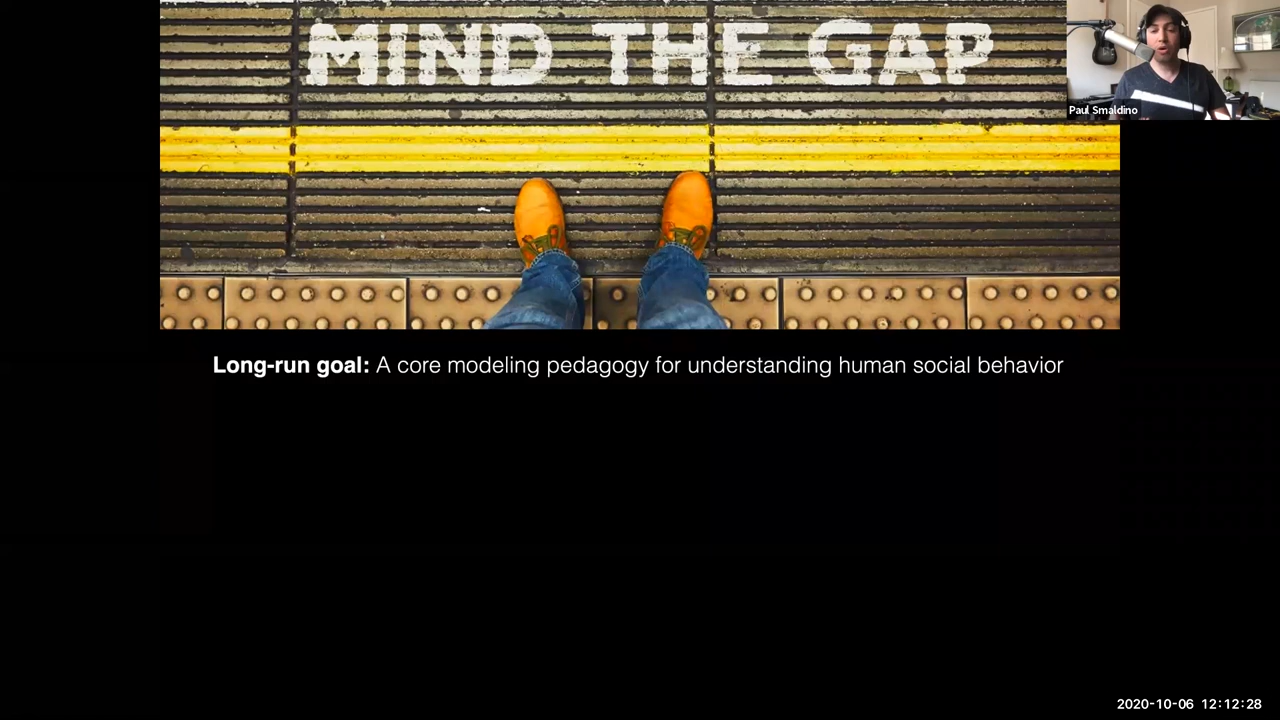 MIND THE GAP
Paul Smaldino
Long-run goal: A core modeling pedagogy for understanding human social behavior
2020-10-06 12:12:28